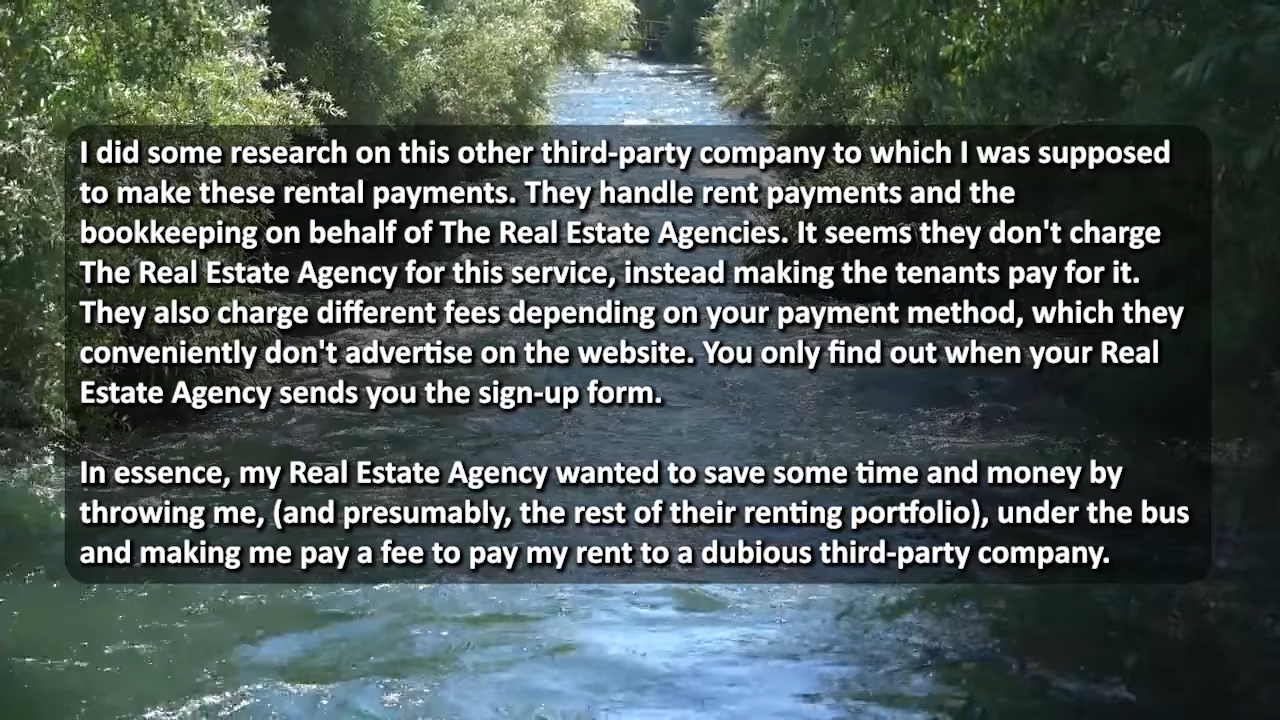 I did some research on this other third-party company to which I was supposed
to make these rental payments. They handle rent payments and the
bookkeeping on behalf of The Real Estate Agencies. It seems they don't charge
The Real Estate Agency for this service, instead making the tenants pay for it.
They also charge different fees depending on your payment method, which they
conveniently don't advertise on the website. You only find out when your Real
Estate Agency sends you the sign-up form.
In essence, my Real Estate Agency wanted to save some time and money by
throwing me, (and presumably, the rest of their renting portfolio), under the bus
and making me pay a fee to pay my rent to a dubious third-party company.